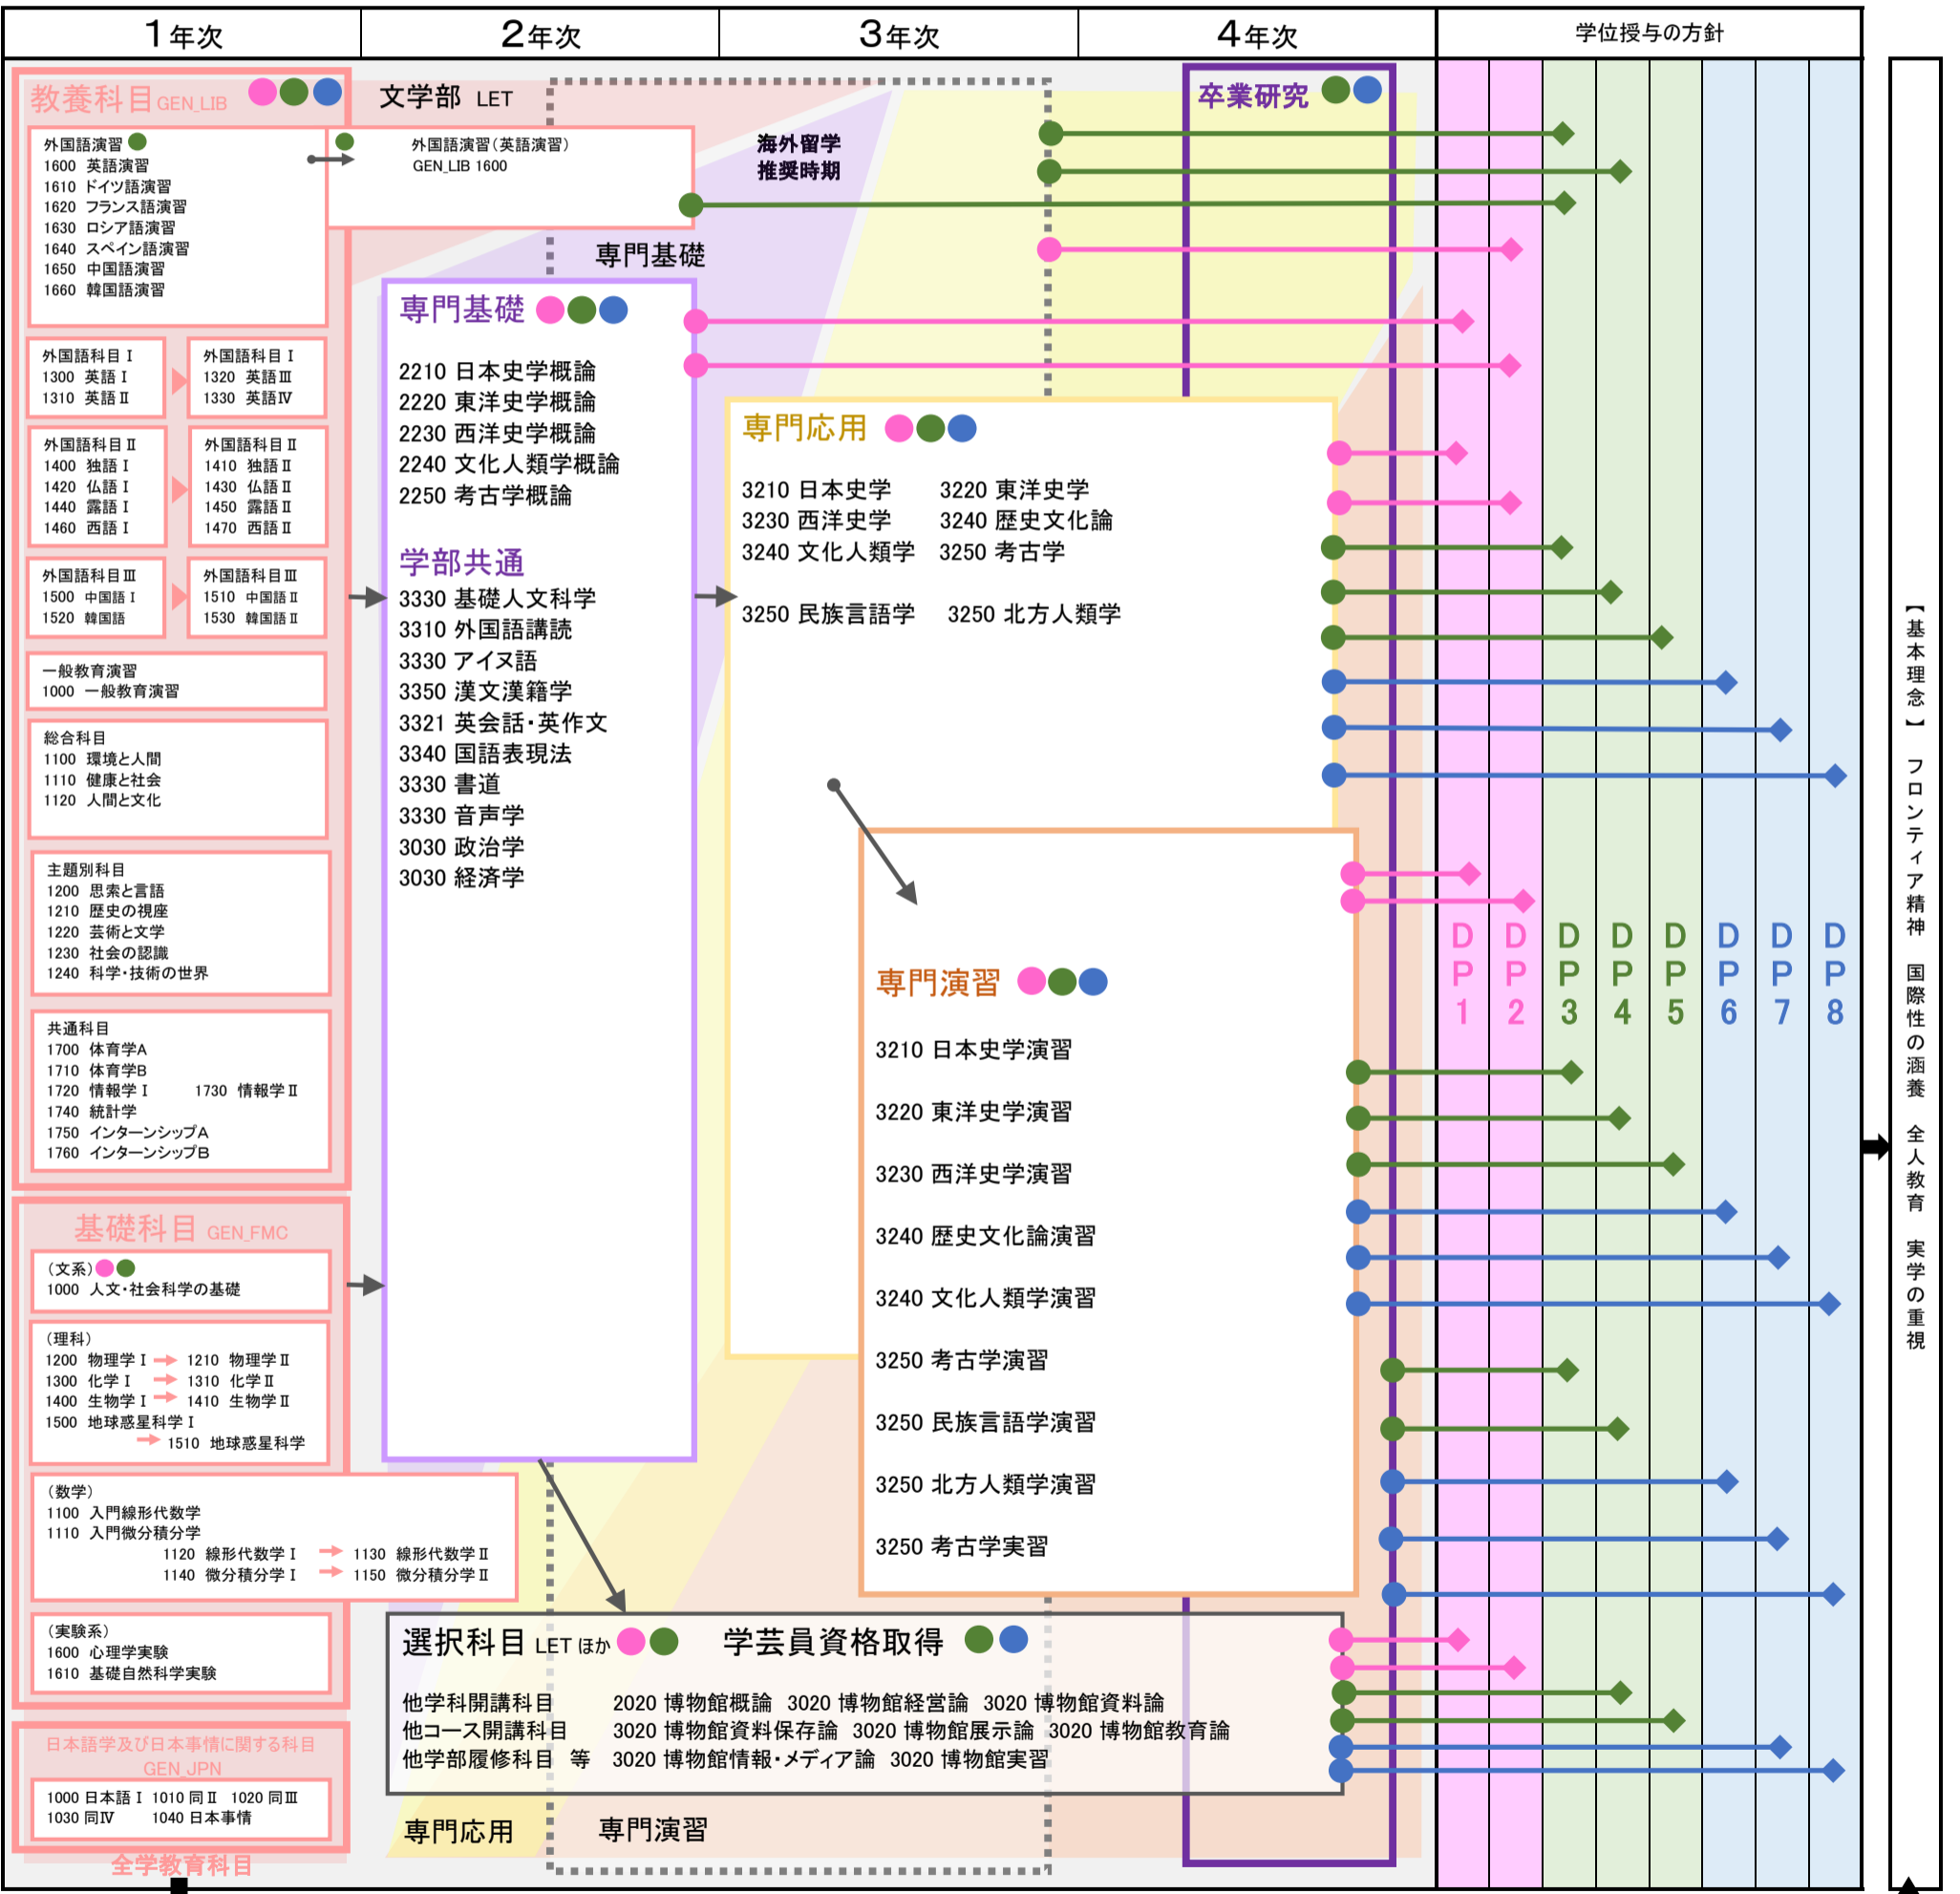 1年次
2年次
3年次
4年次
学位授与の方針
教養科目 GEN_LIB
外国語演習
1600 英語演習
1610 ドイツ語演習
1620 フランス語演習
1630 ロシア語演習
1640 スペイン語演習
1650 中国語演習
1660 韓国語演習
外国語演習(英語演習)
GEN_LIB 1600
外国語科目Ⅰ
1300 英語Ⅰ
1310 英語Ⅱ
外国語科目Ⅰ
1320 英語Ⅲ
1330 英語Ⅳ
外国語科目Ⅱ
1400 独語Ⅰ
1420 仏語Ⅰ
1440 露語Ⅰ
1460 西語Ⅰ
外国語科目Ⅱ
1410 独語Ⅱ
1430 仏語Ⅱ
1450 露語Ⅱ
1470 西語Ⅱ
外国語科目Ⅲ
1500 中国語Ⅰ
1520 韓国語
外国語科目Ⅲ
1510 中国語Ⅱ
1530 韓国語Ⅱ
一般教育演習
1000 一般教育演習
総合科目
1100 環境と人間
1110 健康と社会
1120 人間と文化
主題別科目
1200 思索と言語
1210 歴史の視座
1220 芸術と文学
1230 社会の認識
1240 科学・技術の世界
共通科目
1700 体育学A
1710 体育学B
1720 情報学Ⅰ 1730 情報学Ⅱ
1740 統計学
1750 インターンシップA
1760 インターンシップB
基礎科目 GEN_FMC
(文系)
1000 人文・社会科学の基礎
(理科)
1200 物理学Ⅰ 1210 物理学Ⅱ
1300 化学Ⅰ 1310 化学Ⅱ
1400 生物学Ⅰ 1410 生物学Ⅱ
1500 地球惑星科学Ⅰ
1510 地球惑星科学
(数学)
1100 入門線形代数学
1110 入門微分積分学
1120 線形代数学Ⅰ 1130 線形代数学Ⅱ
1140 微分積分学Ⅰ 1150 微分積分学Ⅱ
(実験系)
1600 心理学実験
1610 基礎自然科学実験
日本語学及び日本事情に関する科目
GEN_JPN
1000 日本語Ⅰ 1010 同Ⅱ 1020 同Ⅲ
1030 同Ⅳ 1040 日本事情
全学教育科目
文学部 LET
海外留学
推奨時期
専門基礎
専門基礎
2210 日本史学概論
2220 東洋史学概論
2230 西洋史学概論
2240 文化人類学概論
2250 考古学概論
学部共通
3330 基礎人文科学
3310 外国語講読
3330 アイヌ語
3350 漢文漢籍学
3321 英会話・英作文
3340 国語表現法
3330 書道
3330 音声学
3030 政治学
3030 経済学
専門応用
3210 日本史学 3220 東洋史学
3230 西洋史学 3240 歴史文化論
3240 文化人類学 3250 考古学
3250 民族言語学 3250 北方人類学
専門演習
3210 日本史学演習
3220 東洋史学演習
3230 西洋史学演習
3240 歴史文化論演習
3240 文化人類学演習
3250 考古学演習
3250 民族言語学演習
3250 北方人類学演習
3250 考古学実習
卒業研究
選択科目 LET ほか
学芸員資格取得
他学科開講科目 2020 博物館概論 3020 博物館経営論 3020 博物館資料論
他コース開講科目 3020 博物館資料保存論 3020 博物館展示論 3020 博物館教育論
他学部履修科目 等 3020 博物館情報・メディア論 3020 博物館実習
専門応用
専門演習
DP1
DP2
DP3
DP4
DP5
DP6
DP7
DP8
【基本理念】 フロンティア精神 国際性の涵養 全人教育 実学の重視